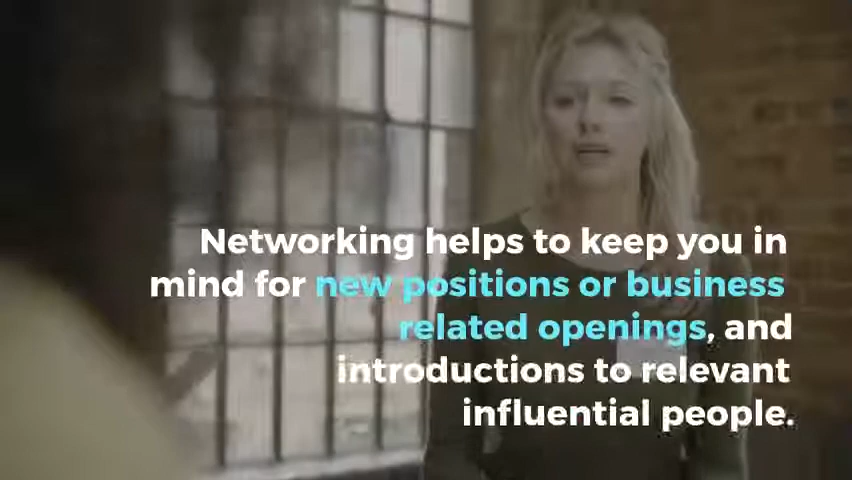 Networking helps to keep you in
mind for new positions or business
related openings, and
introductions to relevant
influential people.